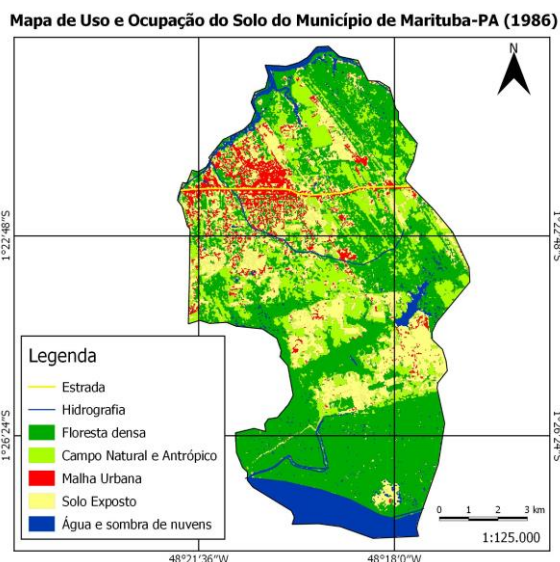 Mapa de Uso e Ocupação do Solo do Município de Marituba-PA (1986)
N
1°22'48"S
1°22'48"S
Legenda
Estrada
Hidrografia
Floresta densa
Campo Natural e Antrópico
Malha Urbana
Solo Exposto
Água e sombra de nuvens
1°26'24"S
1°26'24"S
0 1 2 3 km
1:125.000
48°21'36"W
48°18'0"W